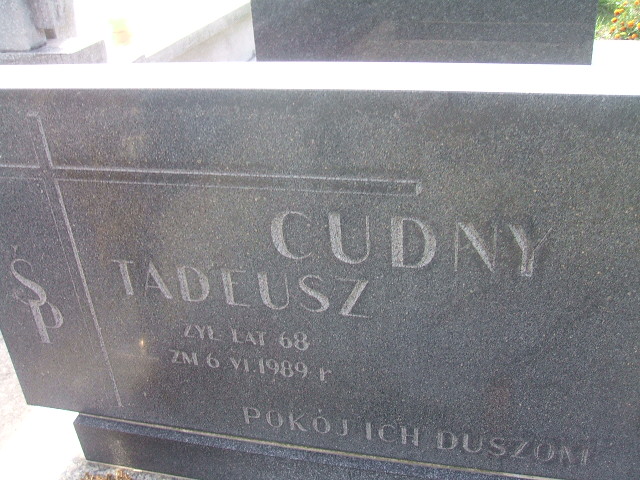 CUDNY
ŚP TADEUSZ
ŻYŁ LAT 68
ZM 6 VI 1989 r
POKÓJ ICH DUSZOM